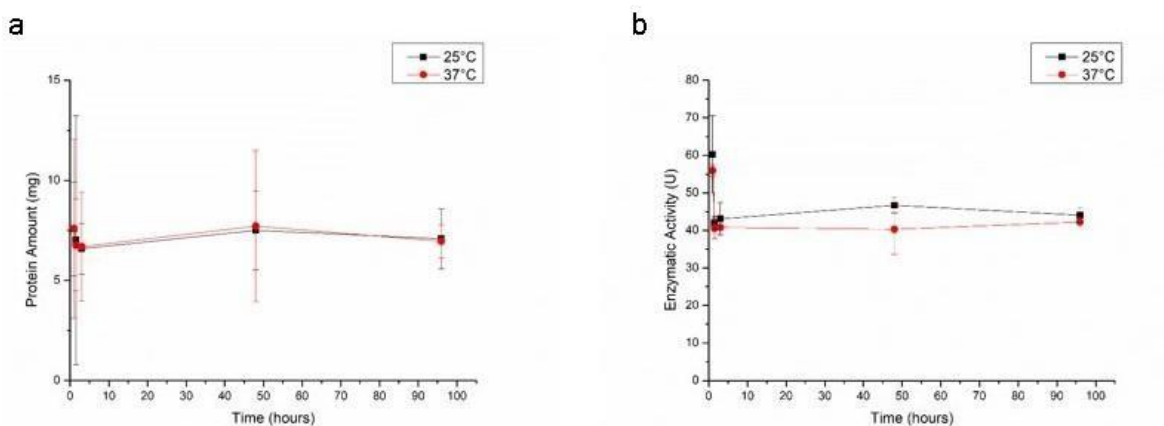 a
25°C
37°C
Protein Amount (mg)
15
10
5
0
0 10 20 30 40 50 60 70 80 90 100
Time (hours)
b
25°C
37°C
Enzymatic Activity (U)
80
70
60
50
40
30
20
10
0
0 10 20 30 40 50 60 70 80 90 100
Time (hours)